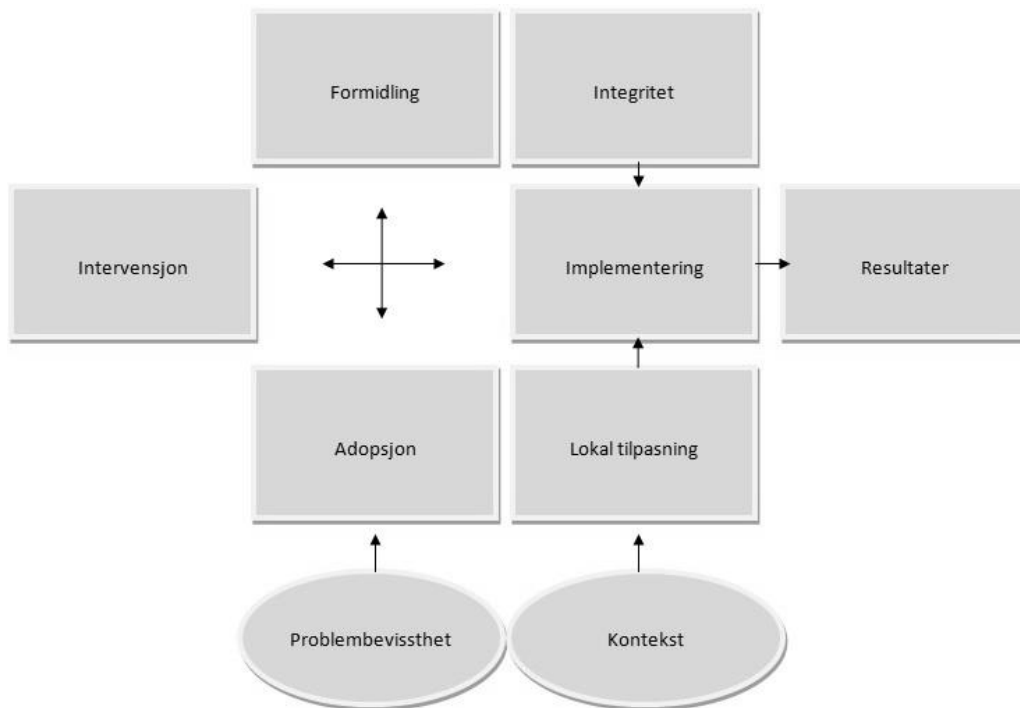 Formidling
Integritet
Intervensjon
Implementering
Resultater
Adopsjon
Lokal tilpasning
Problembevissthet
Kontekst